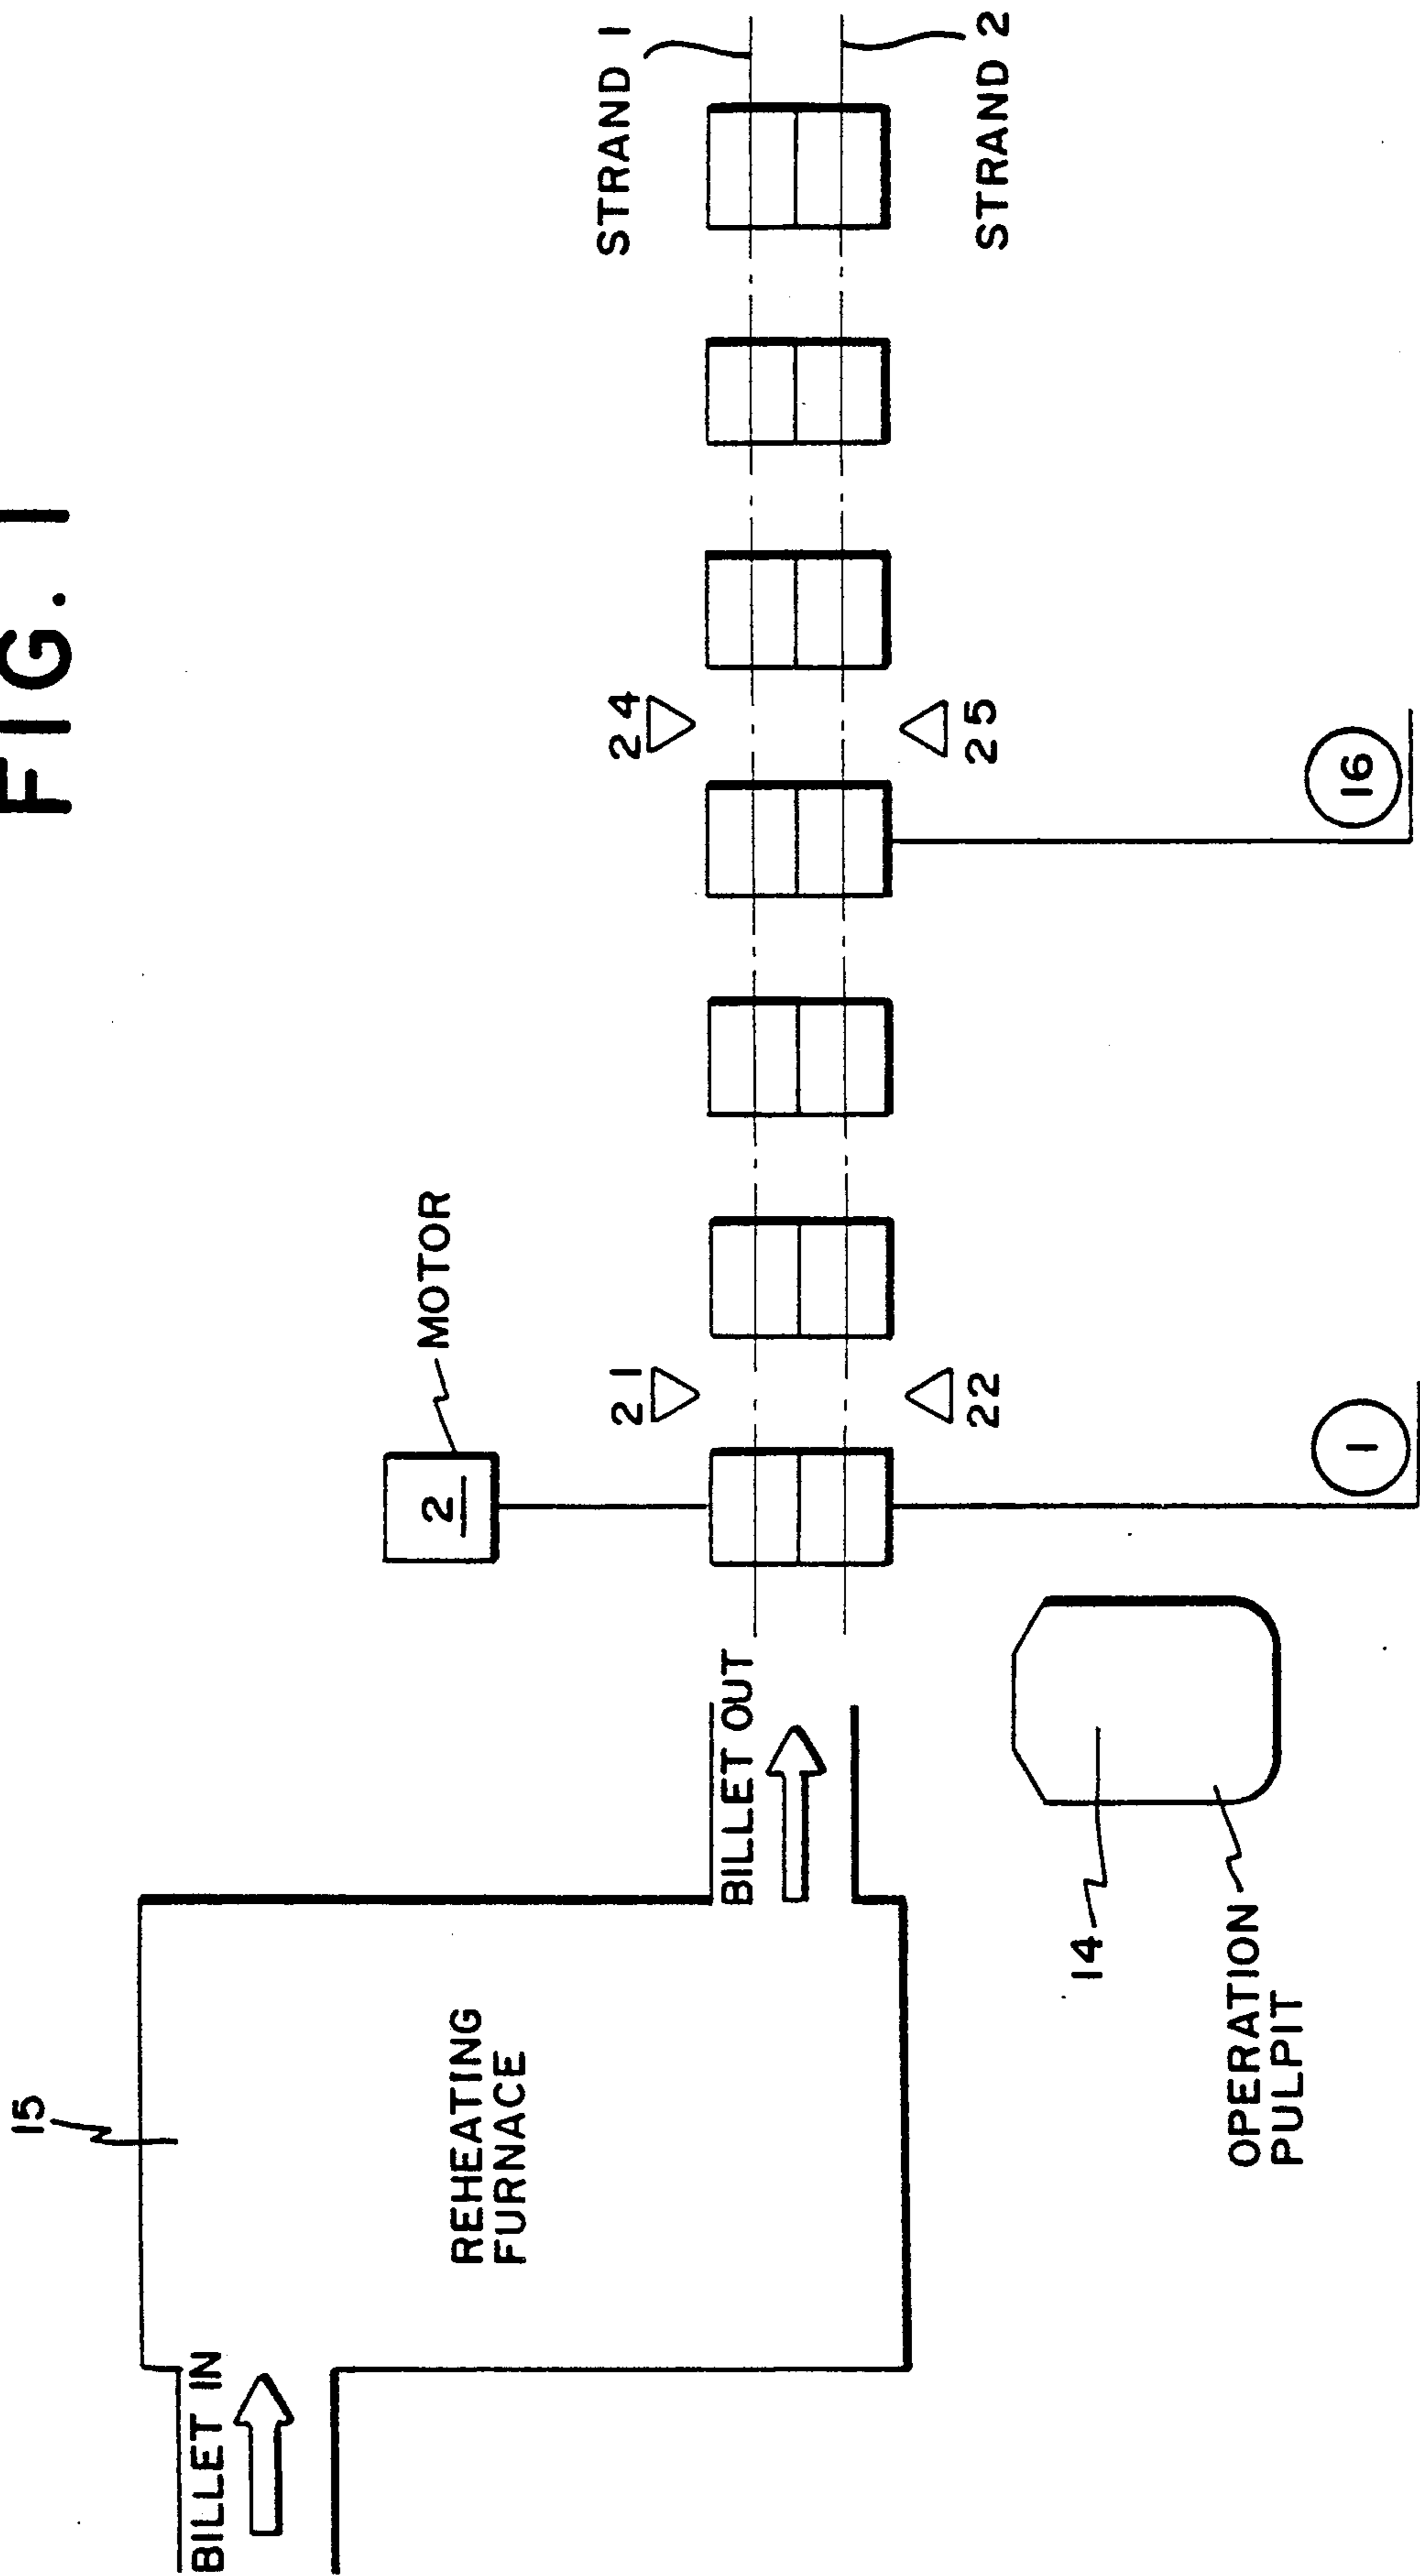 FIG. 1
15
BILLET IN
REHEATING
FURNACE
BILLET OUT
14
OPERATION
PULPIT
2
MOTOR
21
22
1
24
25
16
STRAND 1
STRAND 2